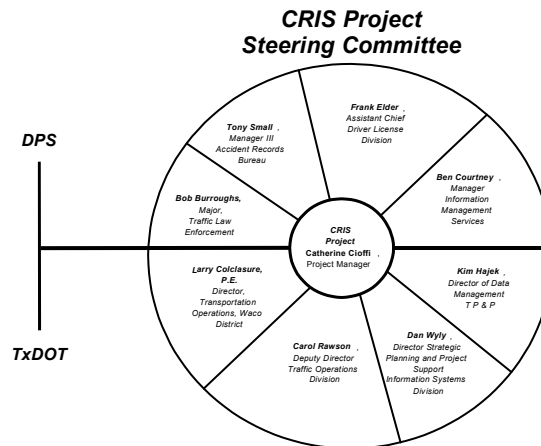 CRIS Project
Steering Committee
DPS
TxDOT
Frank Elder ,
Assistant Chief
Driver License
Division
Tony Small ,
Manager III
Accident Records
Bureau
Ben Courtney ,
Manager
Information
Management
Services
Bob Burroughs,
Major,
Traffic Law
Enforcement
CRIS
Project
Catherine Cioffi ,
Project Manager
Larry Colclasure,
P.E.
Director,
Transportation
Operations, Waco
District
Kim Hajek ,
Director of Data
Management
T P & P
Carol Rawson ,
Deputy Director
Traffic Operations
Division
Dan Wyly ,
Director Strategic
Planning and Project
Support
Information Systems
Division